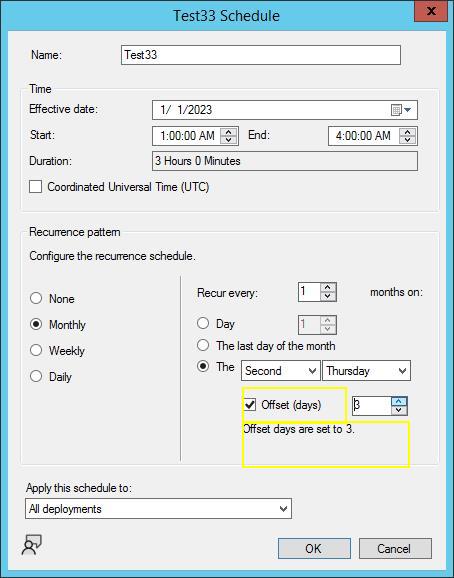 Test33 Schedule
x
Name: Test33
Time
Effective date: 1/ 1/2023
Start: 1:00:00 AM End: 4:00:00 AM
Duration: 3 Hours 0 Minutes
Coordinated Universal Time (UTC)
Recurrence pattern
Configure the recurrence schedule.
None
Monthly
Weekly
Daily
Recur every: 1 months on:
Day 1
The last day of the month
The Second Thursday
Offset (days) 3
Offset days are set to 3.
Apply this schedule to:
All deployments
OK Cancel